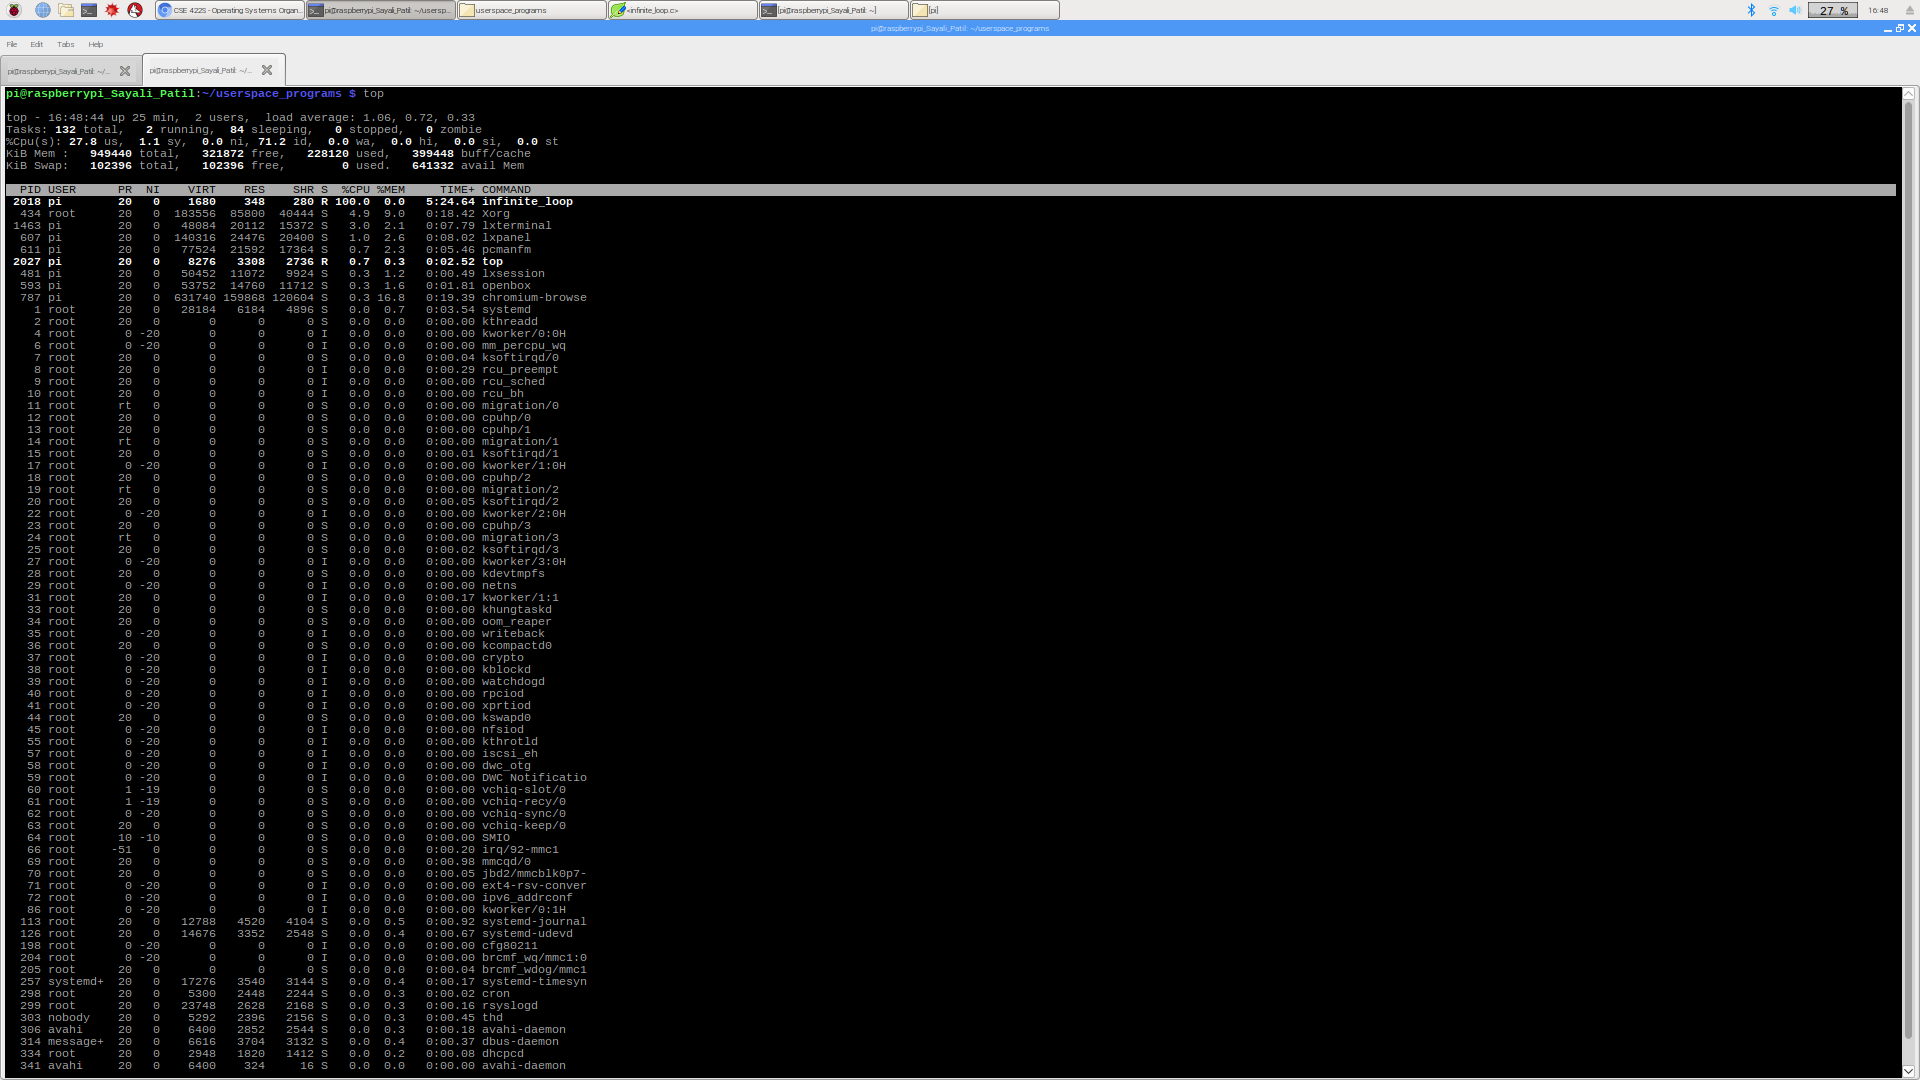 CSE 422S - Operating Systems Organ...
pi@raspberrypi_Sayali_Patil: ~/usersp...
userspace_programs
<infinite_loop.c>
[pi@raspberrypi_Sayali_Patil: ~]
[pi]
27 %
16:48
pi@raspberrypi_Sayali_Patil: ~/userspace_programs
File Edit Tabs Help
pi@raspberrypi_Sayali_Patil: ~/...
pi@raspberrypi_Sayali_Patil: ~/...
pi@raspberrypi_Sayali_Patil:~/userspace_programs $ top
top - 16:48:44 up 25 min, 2 users, load average: 1.06, 0.72, 0.33
Tasks: 132 total, 2 running, 84 sleeping, 0 stopped, 0 zombie
%Cpu(s): 27.8 us, 1.1 sy, 0.0 ni, 71.2 id, 0.0 wa, 0.0 hi, 0.0 si, 0.0 st
KiB Mem : 949440 total, 321872 free, 228120 used, 399448 buff/cache
KiB Swap: 102396 total, 102396 free, 0 used. 641332 avail Mem
PID USER PR NI VIRT RES SHR S %CPU %MEM TIME+ COMMAND
2018 pi 20 0 1680 348 280 R 100.0 0.0 5:24.64 infinite_loop
434 root 20 0 183556 85800 40444 S 4.9 9.0 0:18.42 Xorg
1463 pi 20 0 48084 20112 15372 S 3.0 2.1 0:07.79 lxterminal
607 pi 20 0 140316 24476 20400 S 1.0 2.6 0:08.02 lxpanel
611 pi 20 0 77524 21592 17364 S 0.7 2.3 0:05.46 pcmanfm
2027 pi 20 0 8276 3308 2736 R 0.7 0.3 0:02.52 top
481 pi 20 0 50452 11072 9924 S 0.3 1.2 0:00.49 lxsession
593 pi 20 0 53752 14760 11712 S 0.3 1.6 0:01.81 openbox
787 pi 20 0 631740 159868 120604 S 0.3 16.8 0:19.39 chromium-browse
1 root 20 0 28184 6184 4896 S 0.0 0.7 0:03.54 systemd
2 root 20 0 0 0 0 S 0.0 0.0 0:00.00 kthreadd
4 root 0 -20 0 0 0 I 0.0 0.0 0:00.00 kworker/0:0H
6 root 0 -20 0 0 0 I 0.0 0.0 0:00.00 mm_percpu_wq
7 root 20 0 0 0 0 S 0.0 0.0 0:00.04 ksoftirqd/0
8 root 20 0 0 0 0 I 0.0 0.0 0:00.29 rcu_preempt
9 root 20 0 0 0 0 I 0.0 0.0 0:00.00 rcu_sched
10 root 20 0 0 0 0 I 0.0 0.0 0:00.00 rcu_bh
11 root rt 0 0 0 0 S 0.0 0.0 0:00.00 migration/0
12 root 20 0 0 0 0 S 0.0 0.0 0:00.00 cpuhp/0
13 root 20 0 0 0 0 S 0.0 0.0 0:00.00 cpuhp/1
14 root rt 0 0 0 0 S 0.0 0.0 0:00.00 migration/1
15 root 20 0 0 0 0 S 0.0 0.0 0:00.01 ksoftirqd/1
17 root 0 -20 0 0 0 I 0.0 0.0 0:00.00 kworker/1:0H
18 root 20 0 0 0 0 S 0.0 0.0 0:00.00 cpuhp/2
19 root rt 0 0 0 0 S 0.0 0.0 0:00.00 migration/2
20 root 20 0 0 0 0 S 0.0 0.0 0:00.05 ksoftirqd/2
22 root 0 -20 0 0 0 I 0.0 0.0 0:00.00 kworker/2:0H
23 root 20 0 0 0 0 S 0.0 0.0 0:00.00 cpuhp/3
24 root rt 0 0 0 0 S 0.0 0.0 0:00.00 migration/3
25 root 20 0 0 0 0 S 0.0 0.0 0:00.02 ksoftirqd/3
27 root 0 -20 0 0 0 I 0.0 0.0 0:00.00 kworker/3:0H
28 root 20 0 0 0 0 S 0.0 0.0 0:00.00 kdevtmpfs
29 root 0 -20 0 0 0 I 0.0 0.0 0:00.00 netns
31 root 20 0 0 0 0 I 0.0 0.0 0:00.17 kworker/1:1
33 root 20 0 0 0 0 S 0.0 0.0 0:00.00 khungtaskd
34 root 20 0 0 0 0 S 0.0 0.0 0:00.00 oom_reaper
35 root 0 -20 0 0 0 I 0.0 0.0 0:00.00 writeback
36 root 20 0 0 0 0 S 0.0 0.0 0:00.00 kcompactd0
37 root 0 -20 0 0 0 I 0.0 0.0 0:00.00 crypto
38 root 0 -20 0 0 0 I 0.0 0.0 0:00.00 kblockd
39 root 0 -20 0 0 0 I 0.0 0.0 0:00.00 watchdogd
40 root 0 -20 0 0 0 I 0.0 0.0 0:00.00 rpciod
41 root 0 -20 0 0 0 I 0.0 0.0 0:00.00 xprtiod
44 root 20 0 0 0 0 S 0.0 0.0 0:00.00 kswapd0
45 root 0 -20 0 0 0 I 0.0 0.0 0:00.00 nfsiod
55 root 0 -20 0 0 0 I 0.0 0.0 0:00.00 kthrotld
57 root 0 -20 0 0 0 I 0.0 0.0 0:00.00 iscsi_eh
58 root 0 -20 0 0 0 I 0.0 0.0 0:00.00 dwc_otg
59 root 0 -20 0 0 0 I 0.0 0.0 0:00.00 DWC Notificatio
60 root 1 -19 0 0 0 S 0.0 0.0 0:00.00 vchiq-slot/0
61 root 1 -19 0 0 0 S 0.0 0.0 0:00.00 vchiq-recy/0
62 root 0 -20 0 0 0 S 0.0 0.0 0:00.00 vchiq-sync/0
63 root 20 0 0 0 0 S 0.0 0.0 0:00.00 vchiq-keep/0
64 root 10 -10 0 0 0 S 0.0 0.0 0:00.00 SMIO
66 root -51 0 0 0 0 S 0.0 0.0 0:00.20 irq/92-mmc1
69 root 20 0 0 0 0 S 0.0 0.0 0:00.98 mmcqd/0
70 root 20 0 0 0 0 S 0.0 0.0 0:00.05 jbd2/mmcblk0p7-
71 root 0 -20 0 0 0 I 0.0 0.0 0:00.00 ext4-rsv-conver
72 root 0 -20 0 0 0 I 0.0 0.0 0:00.00 ipv6_addrconf
86 root 0 -20 0 0 0 I 0.0 0.0 0:00.00 kworker/0:1H
113 root 20 0 12788 4520 4104 S 0.0 0.5 0:00.92 systemd-journal
126 root 20 0 14676 3352 2548 S 0.0 0.4 0:00.67 systemd-udevd
198 root 0 -20 0 0 0 I 0.0 0.0 0:00.00 cfg80211
204 root 0 -20 0 0 0 I 0.0 0.0 0:00.00 brcmf_wq/mmc1:0
205 root 20 0 0 0 0 S 0.0 0.0 0:00.04 brcmf_wdog/mmc1
257 systemd+ 20 0 17276 3540 3144 S 0.0 0.4 0:00.17 systemd-timesyn
298 root 20 0 5300 2448 2244 S 0.0 0.3 0:00.02 cron
299 root 20 0 23748 2628 2168 S 0.0 0.3 0:00.16 rsyslogd
303 nobody 20 0 5292 2396 2156 S 0.0 0.3 0:00.45 thd
306 avahi 20 0 6400 2852 2544 S 0.0 0.3 0:00.18 avahi-daemon
314 message+ 20 0 6616 3704 3132 S 0.0 0.4 0:00.37 dbus-daemon
334 root 20 0 2948 1820 1412 S 0.0 0.2 0:00.08 dhcpcd
341 avahi 20 0 6400 324 16 S 0.0 0.0 0:00.00 avahi-daemon